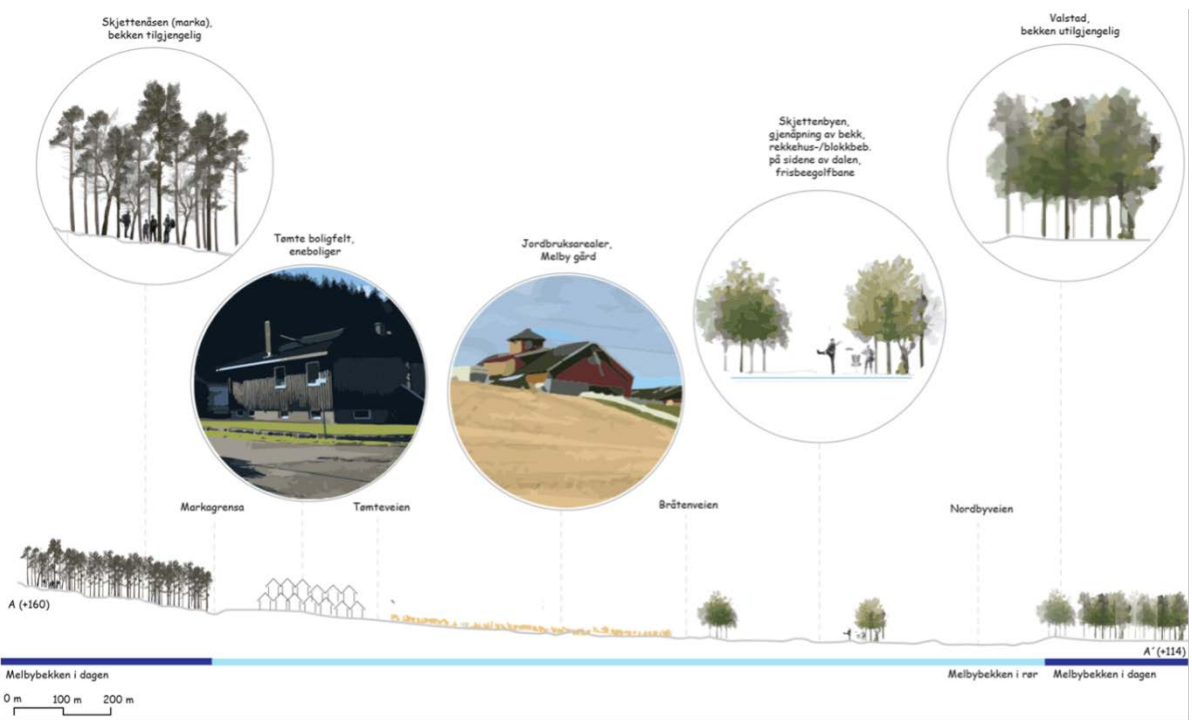 Skjettenåsen (marka),
bekken tilgjengelig
Valstad,
bekken utilgjengelig
Skjettenbyen,
gjenåpning av bekk,
rekkehus-/blokkbeb.
på sidene av dalen,
frisbeegolfbane
Tømte boligfelt,
eneboliger
Jordbruksarealer,
Melby gård
Markagrensa
Tømteveien
Bråtenveien
Nordbyveien
A (+160)
A´(+114)
Melbybekken i dagen
Melbybekken i rør
Melbybekken i dagen
0 m 100 m 200 m